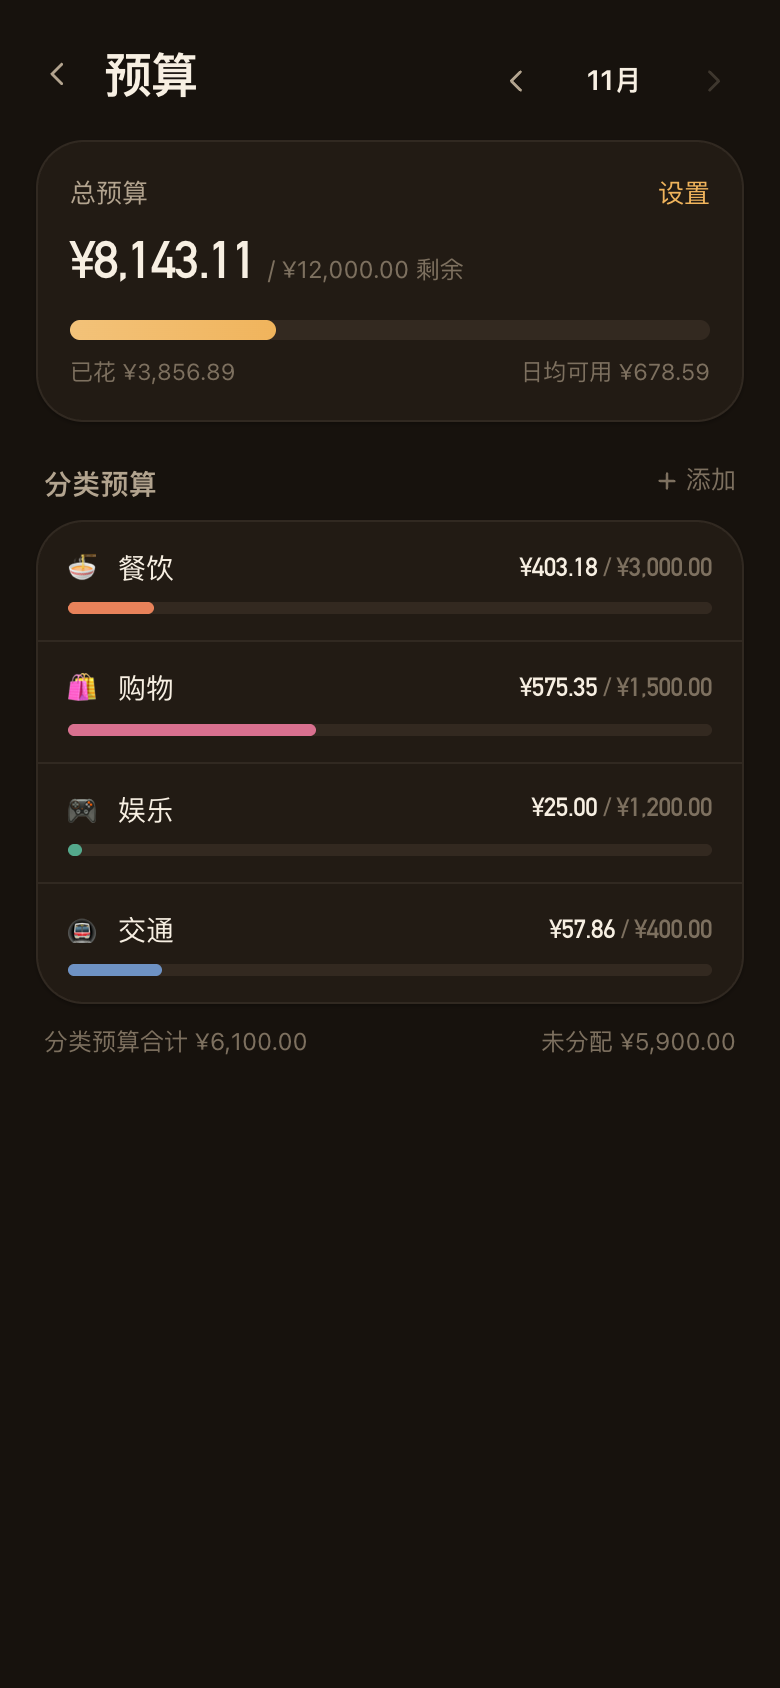 预算
11月
总预算 设置
¥8,143.11 / ¥12,000.00 剩余
已花 ¥3,856.89 日均可用 ¥678.59
分类预算 + 添加
餐饮 ¥403.18 / ¥3,000.00
购物 ¥575.35 / ¥1,500.00
娱乐 ¥25.00 / ¥1,200.00
交通 ¥57.86 / ¥400.00
分类预算合计 ¥6,100.00 未分配 ¥5,900.00